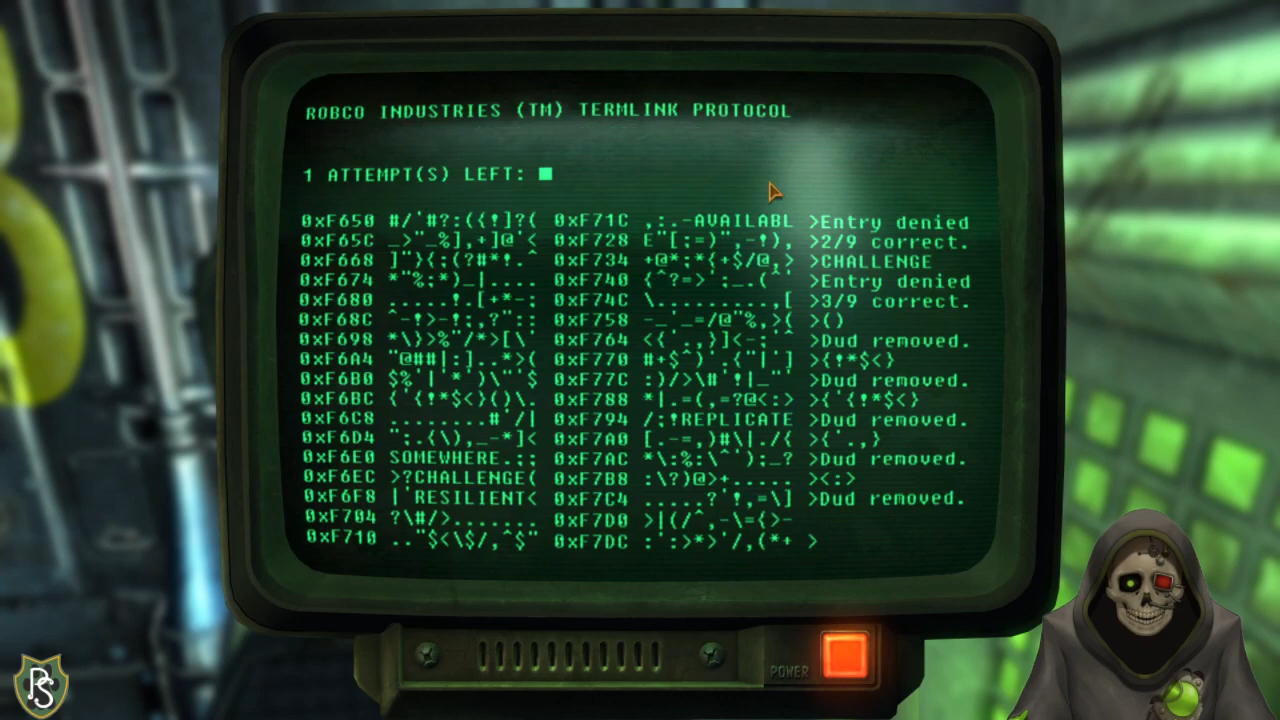 ROBCO INDUSTRIES (TM) TERMLINK PROTOCOL
1 ATTEMPT(S) LEFT:
0xF650 #/'#?:({!]?( 0xF71C ,:.-AVAILABL >Entry denied
0xF65C _>"_%],+]@'< 0xF728 E"[;=)",-!), >2/9 correct.
0xF668 ]"}{;(?#*!.^ 0xF734 +@*:*{+$/@,> >CHALLENGE
0xF674 *"%:*)_|.... 0xF740 {^?=>`;_.(`' >Entry denied
0xF680 .....!.[+*-; 0xF74C \.........,[ >3/9 correct.
0xF68C ^-!>-!;,?":: 0xF758 -_'_=/@"%,>{ >()
0xF698 *\}>%"/*>[\' 0xF764 <{'.,}]<-;'^ >Dud removed.
0xF6A4 "@##|:]..*>( 0xF770 #+$^)'.{"|'] >{!*$<}
0xF6B0 $%'|'*`)\"'$ 0xF77C :)/>\#'!|_"' >Dud removed.
0xF6BC {'{!*$<}()\. 0xF788 *|.=(,=?@<:> >{'{!*$<}
0xF6C8 ........#'/| 0xF794 /;!REPLICATE >Dud removed.
0xF6D4 ";.{\),_-*]< 0xF7A0 [.-=,)#\|./{ >{'.,}
0xF6E0 SOMEWHERE.;: 0xF7AC *\:%:\`);_? >Dud removed.
0xF6EC >?CHALLENGE( 0xF7B8 :\?)@>+..... ><:>
0xF6F8 |'RESILIENT< 0xF7C4 .....?'!,=\] >Dud removed.
0xF704 ?\#/>....... 0xF7D0 >|(/^,-\={>-
0xF710 .."$<\$/,^$" 0xF7DC :':>*>'/,(*+ >
POWER
PS